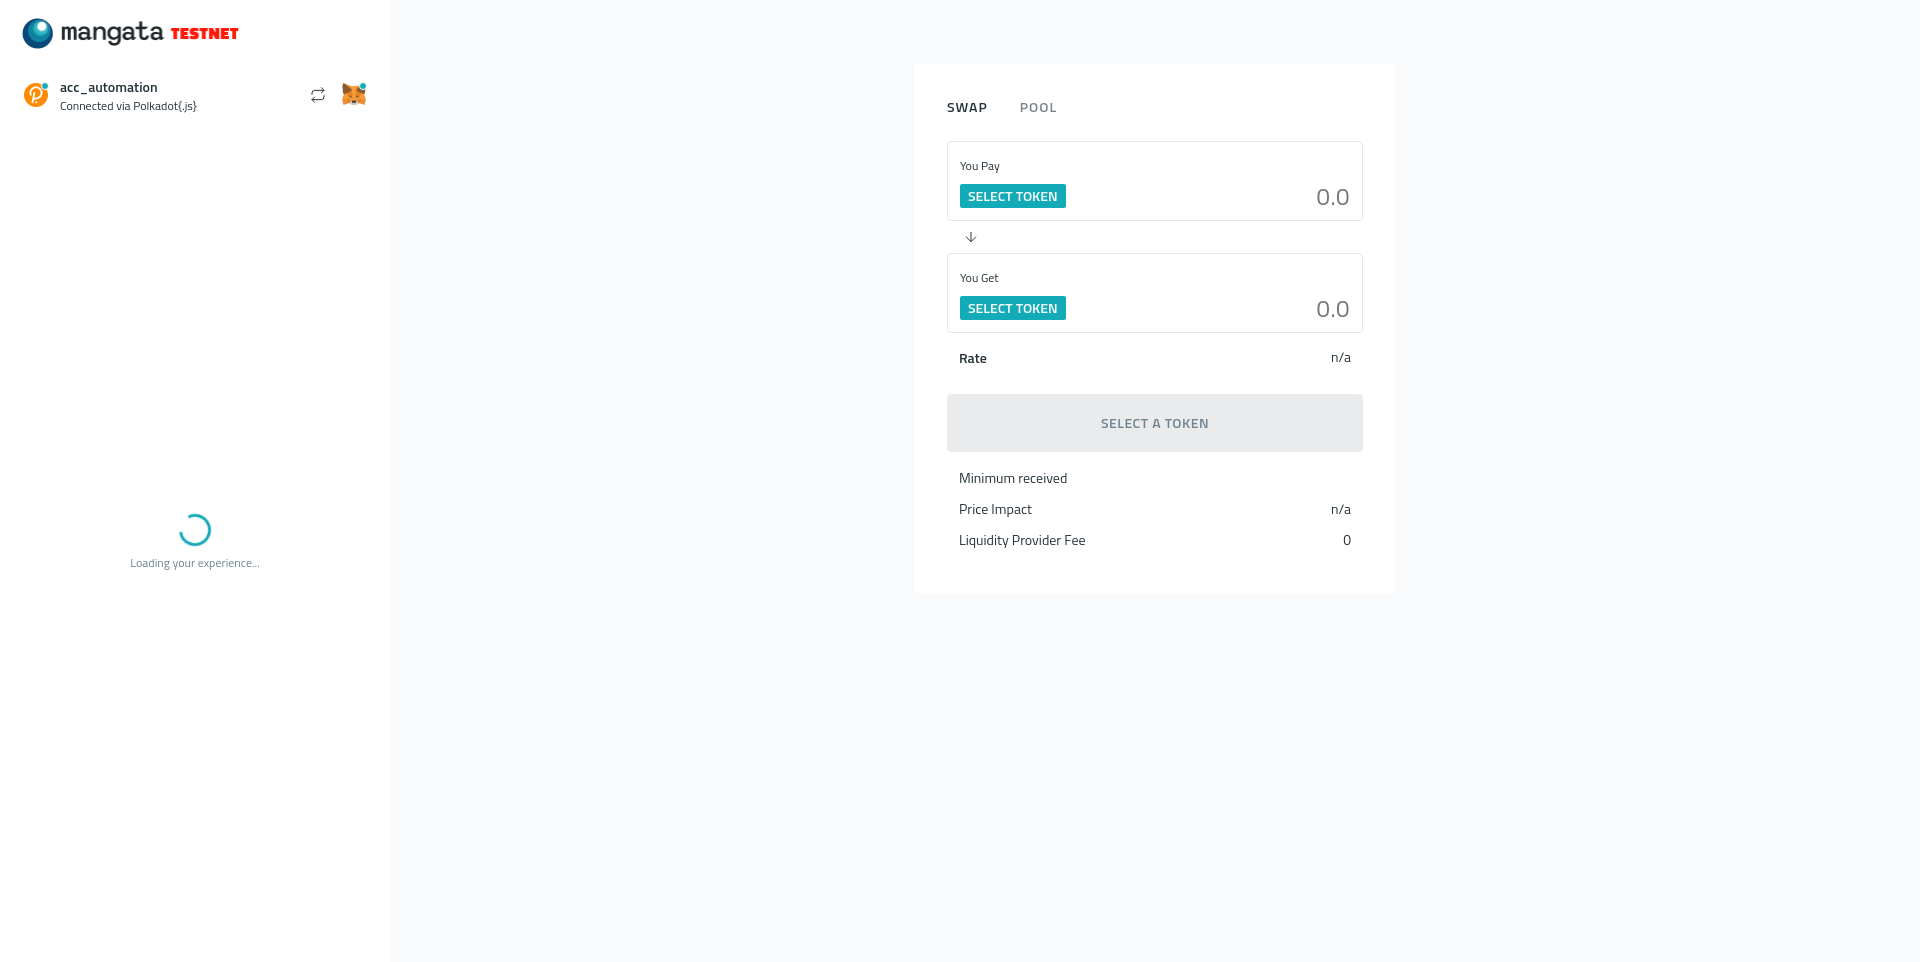 mangata TESTNET
acc_automation
Connected via Polkadot{.js}
Loading your experience...
SWAP POOL
You Pay
SELECT TOKEN 0.0
You Get
SELECT TOKEN 0.0
Rate n/a
SELECT A TOKEN
Minimum received
Price Impact n/a
Liquidity Provider Fee 0